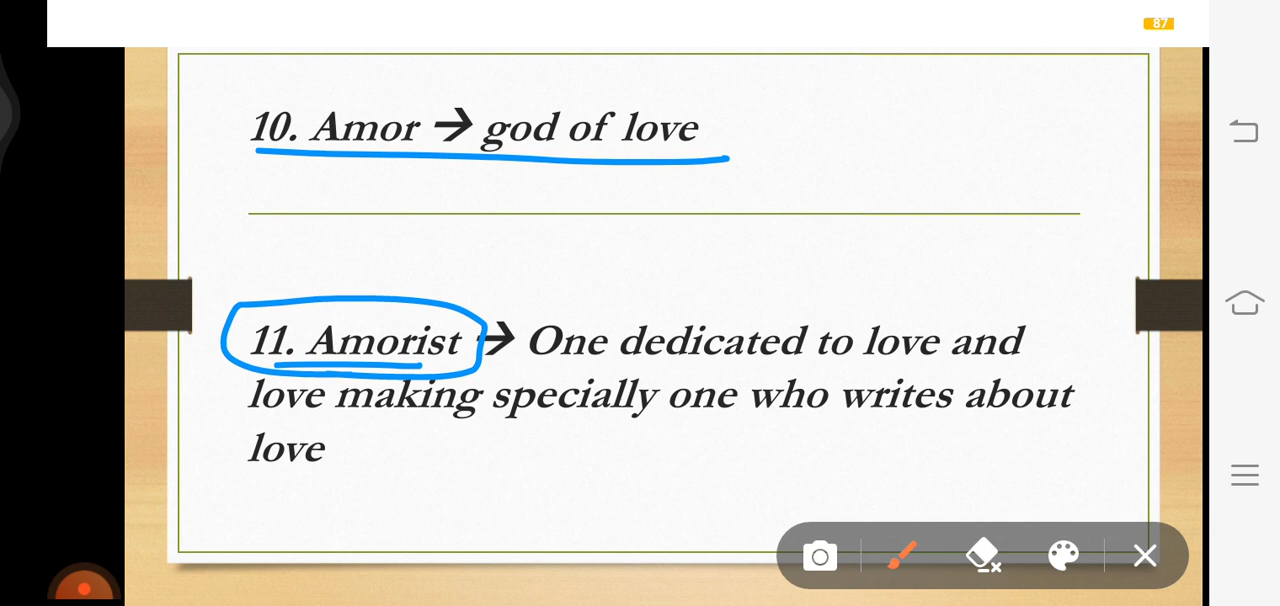 87
10. Amor → god of love
11. Amorist → One dedicated to love and
love making specially one who writes about
love